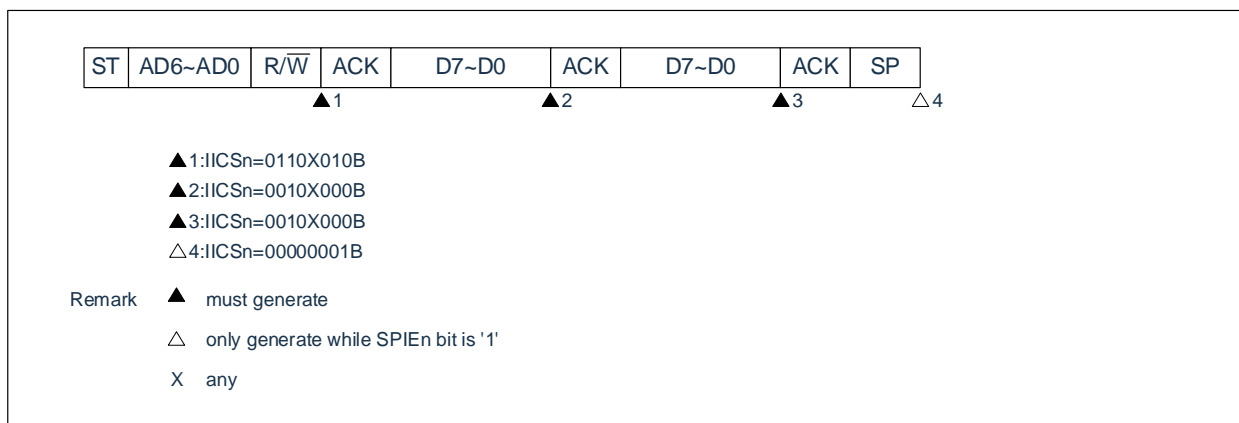 ST AD6~AD0 R/W̅ ACK D7~D0 ACK D7~D0 ACK SP
▲1 ▲2 ▲3 △4
▲1:IICSn=0110X010B
▲2:IICSn=0010X000B
▲3:IICSn=0010X000B
△4:IICSn=00000001B
Remark ▲ must generate
△ only generate while SPIEn bit is '1'
X any